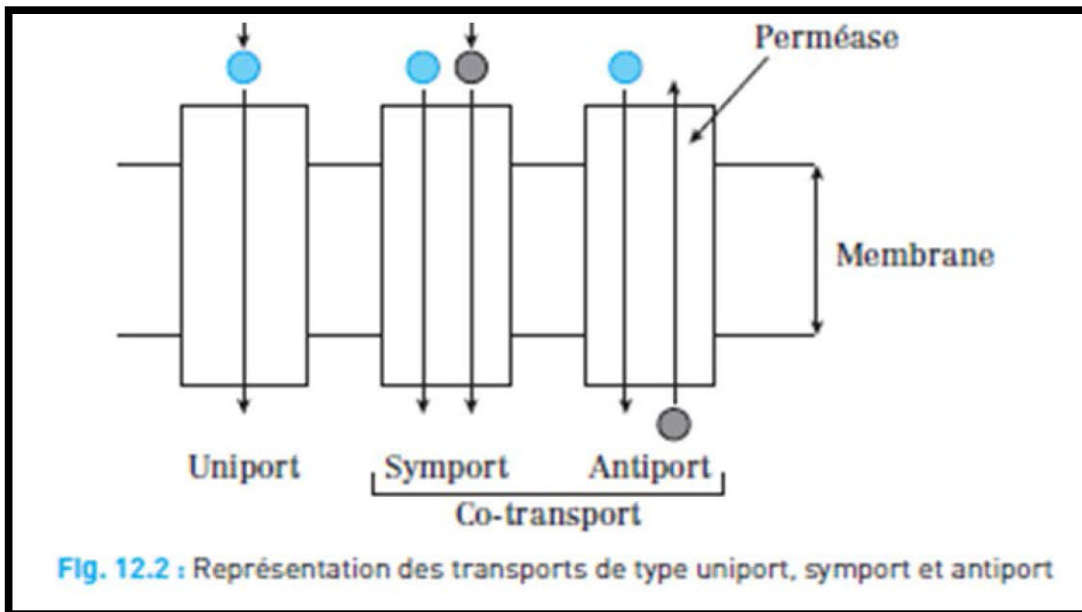 Perméase
Membrane
Uniport
Symport
Antiport
Co-transport
Fig. 12.2 : Représentation des transports de type uniport, symport et antiport